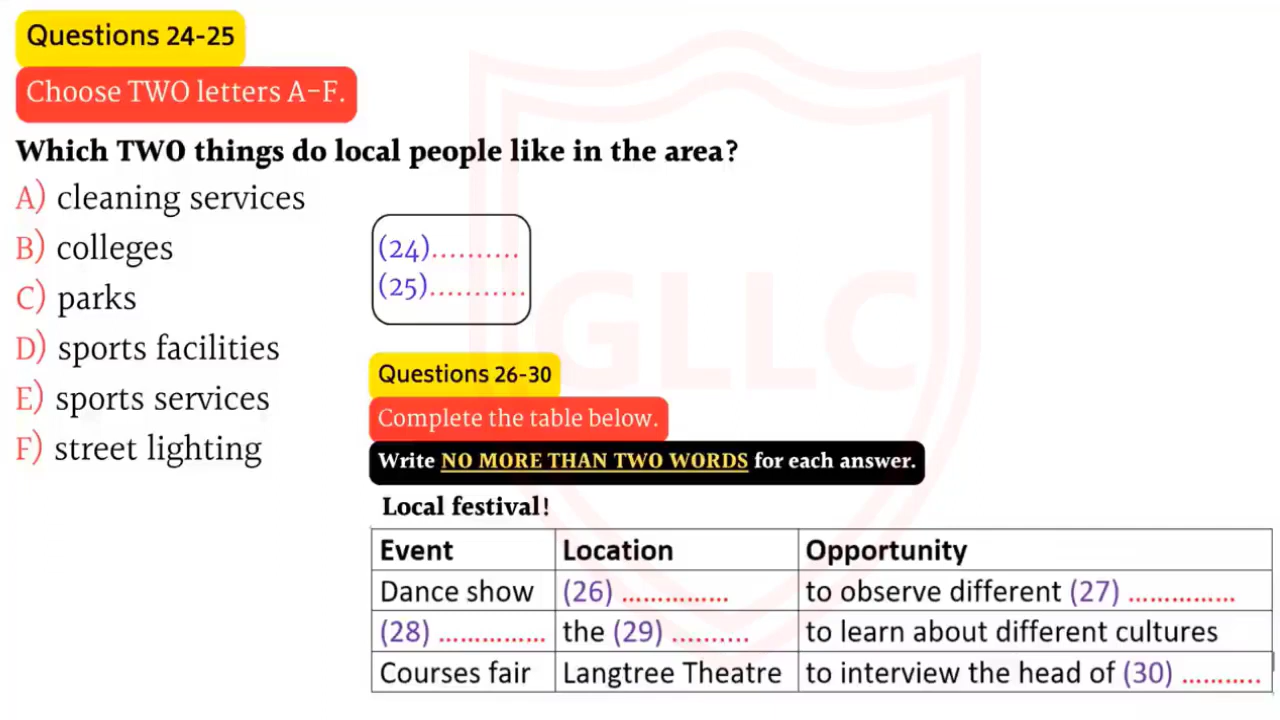 Questions 24-25
Choose TWO letters A-F.
Which TWO things do local people like in the area?
A) cleaning services
B) colleges
C) parks
D) sports facilities
E) sports services
F) street lighting
(24)..........
(25)...........
Questions 26-30
Complete the table below.
Write NO MORE THAN TWO WORDS for each answer.
Local festival!
Event Location Opportunity
Dance show (26) ............... to observe different (27) ...............
(28) ............... the (29) .......... to learn about different cultures
Courses fair Langtree Theatre to interview the head of (30) ...........
GLLC